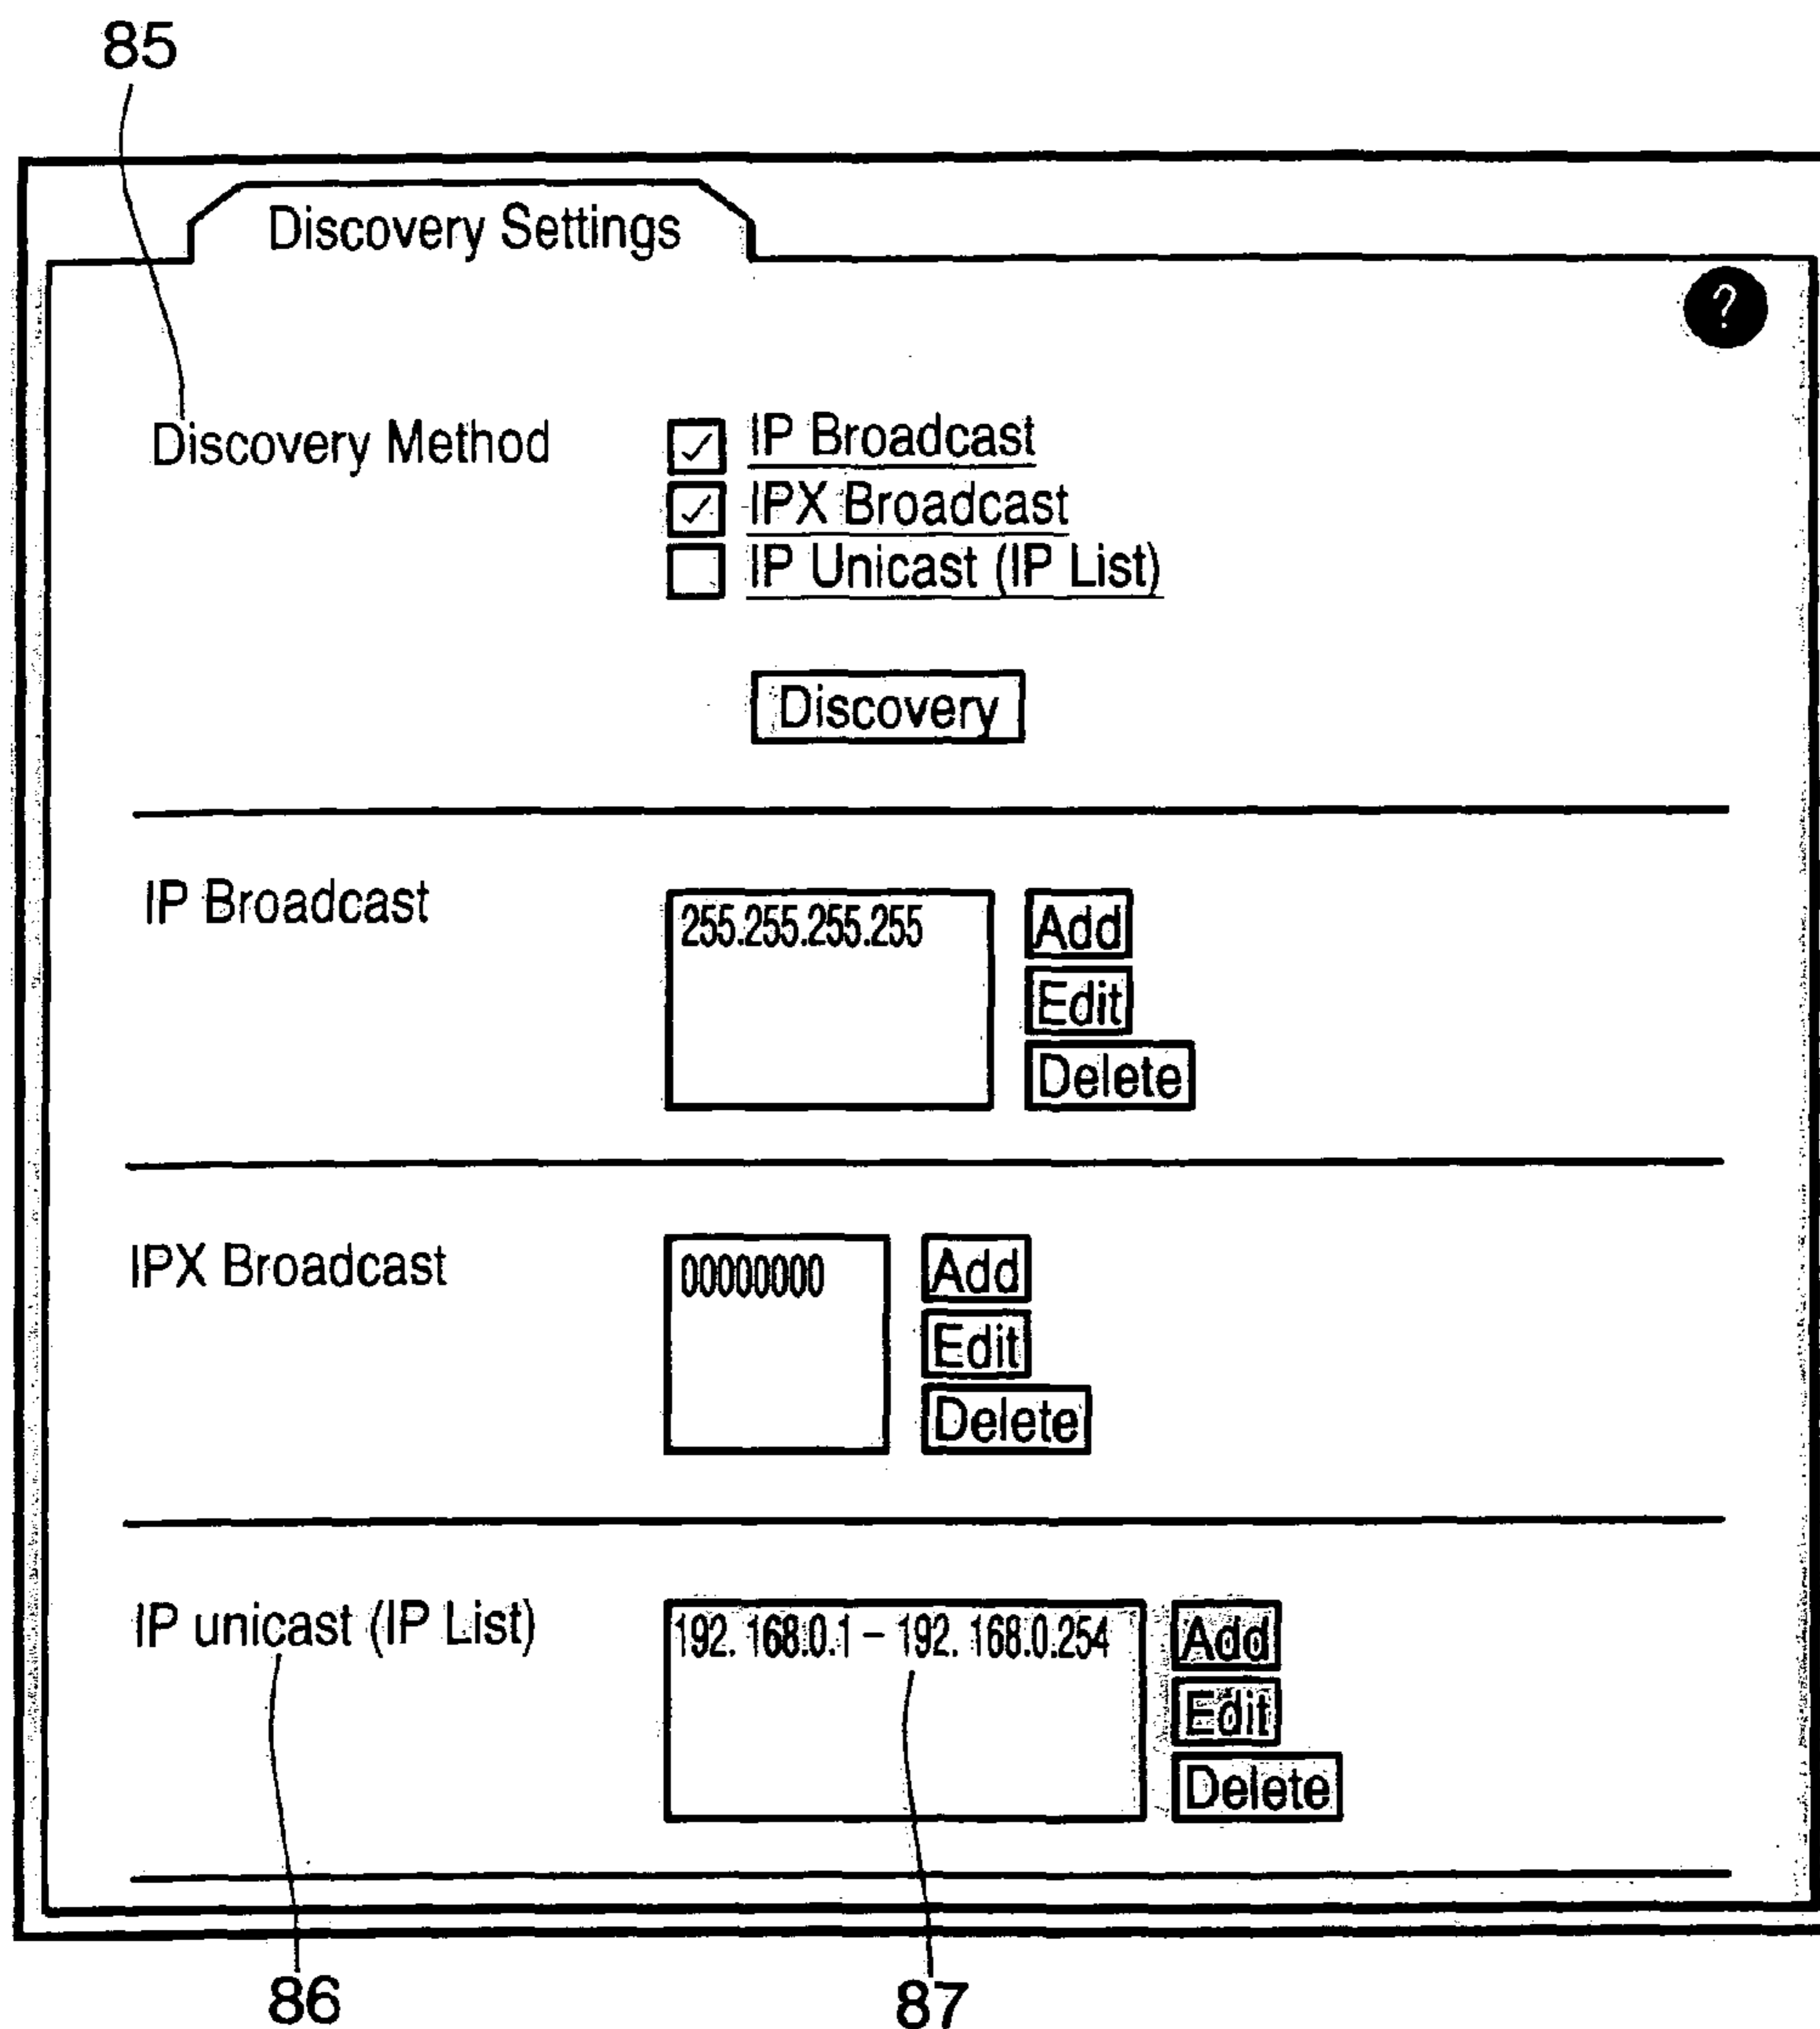 85
Discovery Settings
?
Discovery Method
IP Broadcast
IPX Broadcast
IP Unicast (IP List)
Discovery
IP Broadcast
255.255.255.255
Add
Edit
Delete
IPX Broadcast
00000000
Add
Edit
Delete
IP unicast (IP List)
192. 168.0.1 – 192. 168.0.254
Add
Edit
Delete
86
87